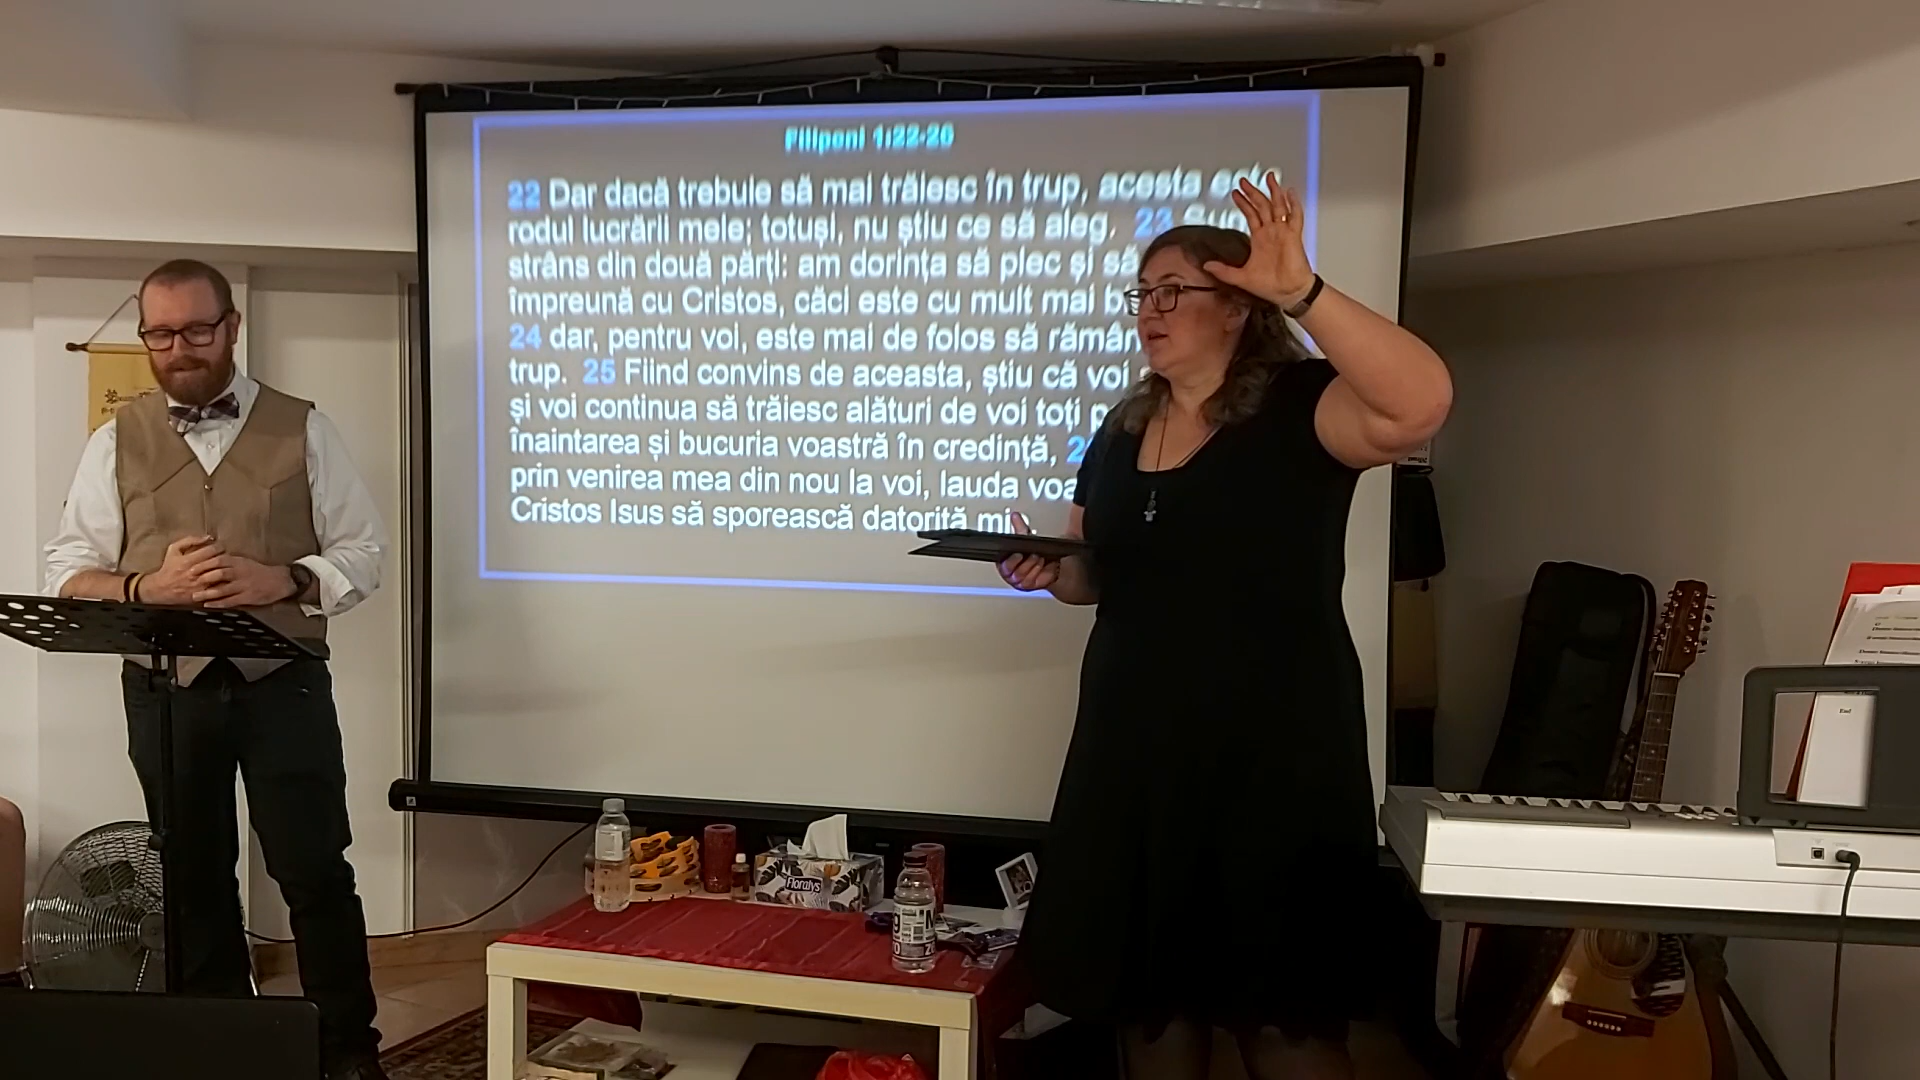 Filipeni 1:22-26
22 Dar dacă trebuie să mai trăiesc în trup, acesta este
rodul lucrării mele; totuși, nu știu ce să aleg. 23
strâns din două părți: am dorința să plec și să
împreună cu Cristos, căci este cu mult mai
24 dar, pentru voi, este mai de folos să
trup. 25 Fiind convins de aceasta, știu că voi
și voi continua să trăiesc alături de voi toți
înaintarea și bucuria voastră în credință,
prin venirea mea din nou la voi, lauda
Cristos Isus să sporească datorită
Floralys
End